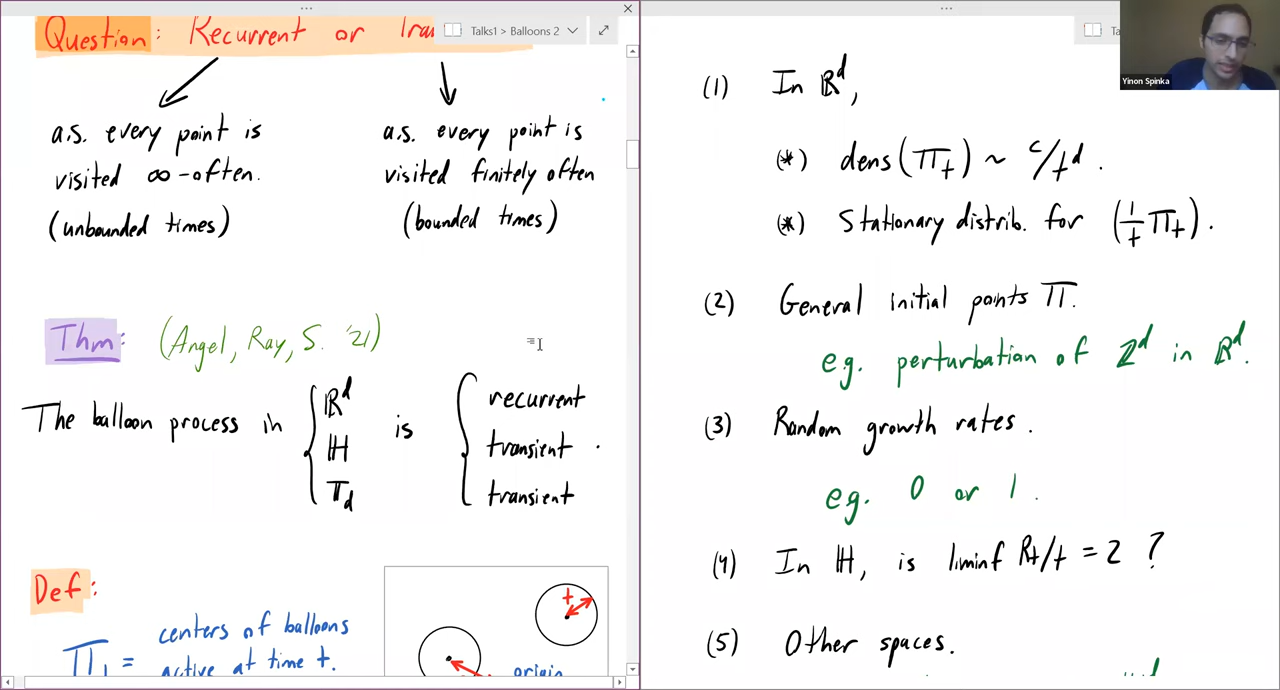 Question: Recurrent or
Talks1 > Balloons 2
a.s. every point is
visited ∞-often.
(unbounded times)
a.s. every point is
visited finitely often
(bounded times)
Thm: (Angel, Ray, S. '21)
The balloon process in { ℝ^d ℍ 𝕋_d is { recurrent transient transient .
Def:
Π_t = centers of balloons
active at time t.
t
origin
Yinon Spinka
(1) In ℝ^d,
(*) dens(Π_t) ~ c/t^d.
(*) Stationary distrib. for (1/t Π_t).
(2) General initial points Π.
e.g. perturbation of ℤ^d in ℝ^d.
(3) Random growth rates.
e.g. 0 or 1.
(4) In ℍ, is liminf R_t/t = 2 ?
(5) Other spaces.